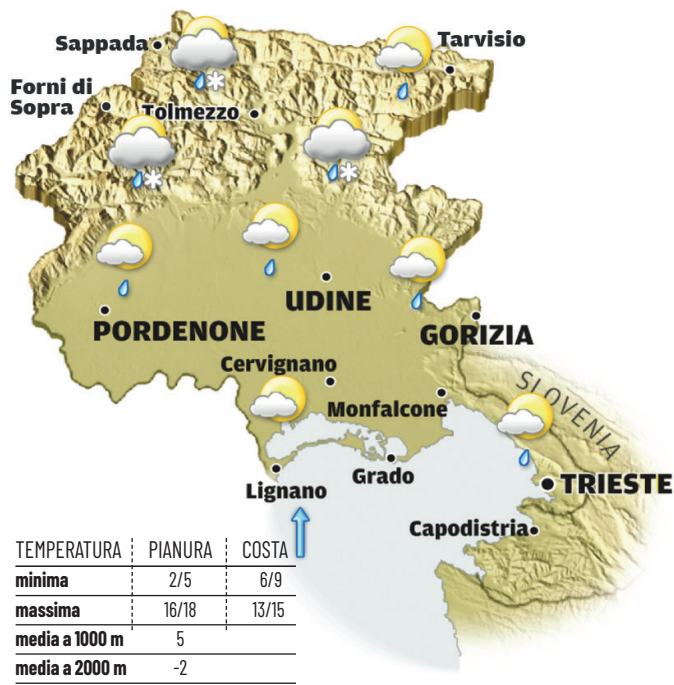 Sappada
Tarvisio
Forni di
Sopra
Tolmezzo
UDINE
PORDENONE
GORIZIA
Cervignano
SLOVENIA
Monfalcone
Grado
Lignano
TRIESTE
Capodistria
TEMPERATURA PIANURA COSTA
minima 2/5 6/9
massima 16/18 13/15
media a 1000 m 5
media a 2000 m -2